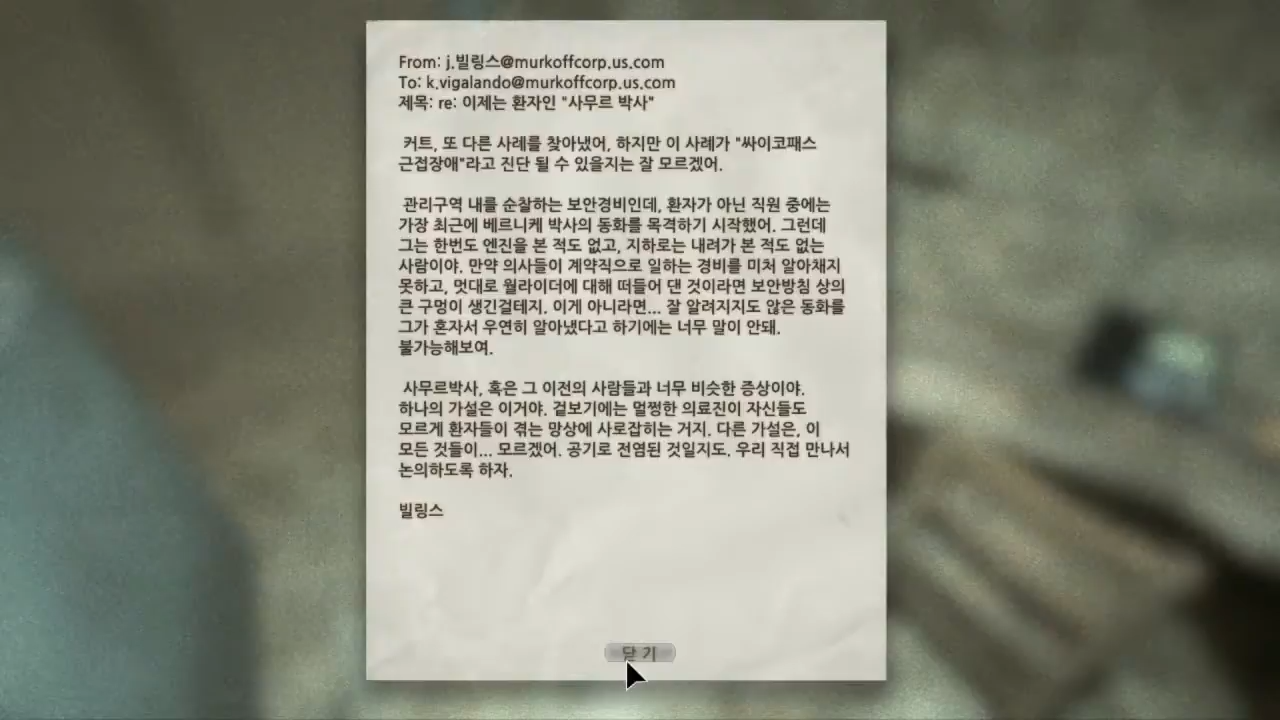 From: j.빌링스@murkoffcorp.us.com
To: k.vigalando@murkoffcorp.us.com
제목: re: 이제는 환자인 "사무르 박사"
커트, 또 다른 사례를 찾아냈어, 하지만 이 사례가 "싸이코패스
근접장애"라고 진단 될 수 있을지는 잘 모르겠어.
관리구역 내를 순찰하는 보안경비인데, 환자가 아닌 직원 중에는
가장 최근에 베르니케 박사의 동화를 목격하기 시작했어. 그런데
그는 한번도 엔진을 본 적도 없고, 지하로는 내려가 본 적도 없는
사람이야. 만약 의사들이 계약직으로 일하는 경비를 미처 알아채지
못하고, 멋대로 월라이더에 대해 떠들어 댄 것이라면 보안방침 상의
큰 구멍이 생긴걸테지. 이게 아니라면... 잘 알려지지도 않은 동화를
그가 혼자서 우연히 알아냈다고 하기에는 너무 말이 안돼.
불가능해보여.
사무르박사, 혹은 그 이전의 사람들과 너무 비슷한 증상이야.
하나의 가설은 이거야. 겉보기에는 멀쩡한 의료진이 자신들도
모르게 환자들이 겪는 망상에 사로잡히는 거지. 다른 가설은, 이
모든 것들이... 모르겠어. 공기로 전염된 것일지도. 우리 직접 만나서
논의하도록 하자.
빌링스
닫 기